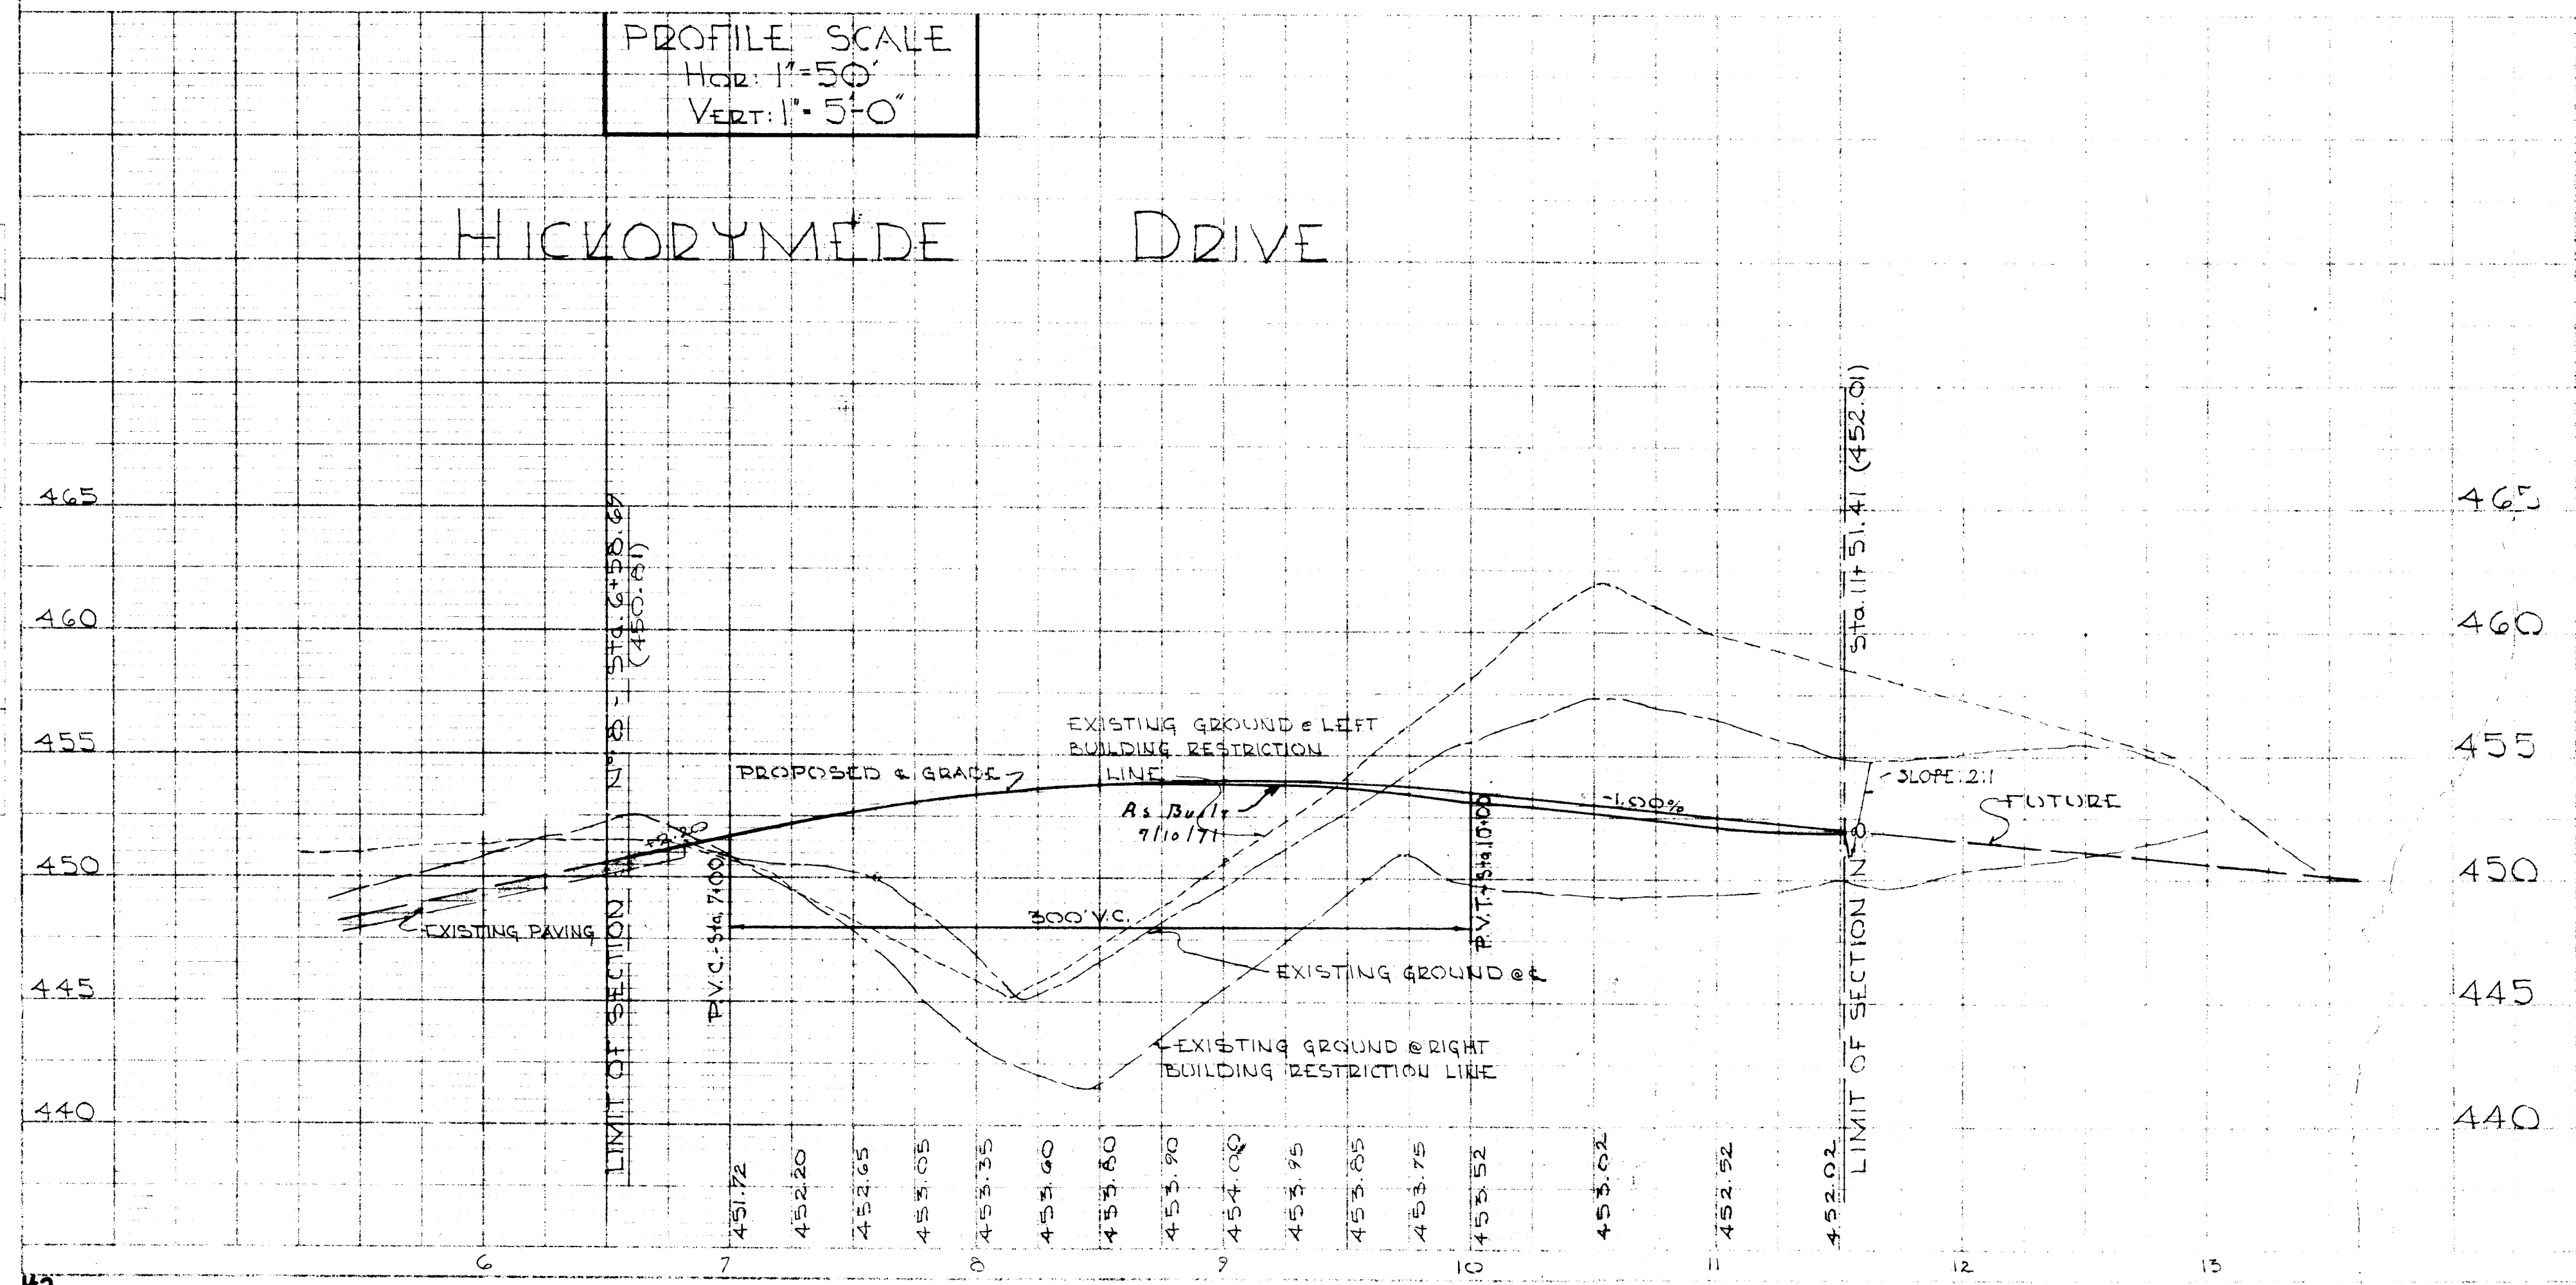 PROFILE SCALE
HOR: 1"=50'
VERT: 1"=5'-0"
HICKORYMEDE DRIVE
465
460
455
450
445
440
465
460
455
450
445
440
LIMIT OF SECTION Nº 8 - Sta. 6+58.69
(450.81)
+2.20
EXISTING PAVING
P.V.C. - Sta. 7+00
PROPOSED ℄ GRADE
EXISTING GROUND @ LEFT
BUILDING RESTRICTION
LINE
As Built
7/10/71
300' V.C.
EXISTING GROUND @ ℄
EXISTING GROUND @ RIGHT
BUILDING RESTRICTION LINE
P.V.T. - Sta. 10+00
-1.00%
Sta. 11+51.41 (452.01)
LIMIT OF SECTION Nº 8
SLOPE: 2:1
FUTURE
451.72
452.20
452.65
453.05
453.35
453.60
453.80
453.90
454.00
453.95
453.85
453.75
453.52
453.02
452.52
452.02
6 7 8 9 10 11 12 13